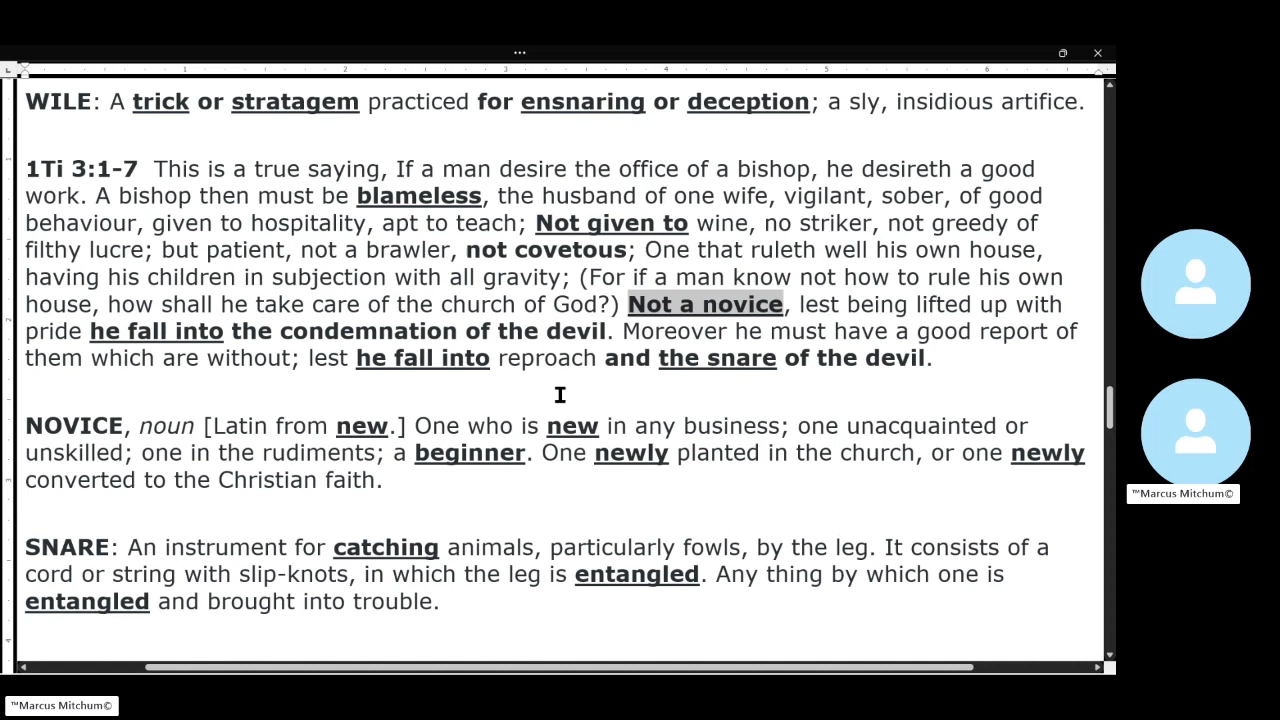 WILE: A trick or stratagem practiced for ensnaring or deception; a sly, insidious artifice.
1Ti 3:1-7 This is a true saying, If a man desire the office of a bishop, he desireth a good
work. A bishop then must be blameless, the husband of one wife, vigilant, sober, of good
behaviour, given to hospitality, apt to teach; Not given to wine, no striker, not greedy of
filthy lucre; but patient, not a brawler, not covetous; One that ruleth well his own house,
having his children in subjection with all gravity; (For if a man know not how to rule his own
house, how shall he take care of the church of God?) Not a novice, lest being lifted up with
pride he fall into the condemnation of the devil. Moreover he must have a good report of
them which are without; lest he fall into reproach and the snare of the devil.
NOVICE, noun [Latin from new.] One who is new in any business; one unacquainted or
unskilled; one in the rudiments; a beginner. One newly planted in the church, or one newly
converted to the Christian faith.
SNARE: An instrument for catching animals, particularly fowls, by the leg. It consists of a
cord or string with slip-knots, in which the leg is entangled. Any thing by which one is
entangled and brought into trouble.
1 2 3 4 5 6
1
2
3
4
™Marcus Mitchum©
™Marcus Mitchum©